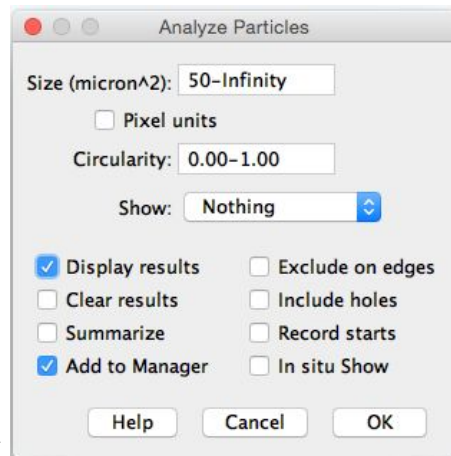 Analyze Particles
Size (micron^2): 50-Infinity
Pixel units
Circularity: 0.00-1.00
Show: Nothing
Display results Exclude on edges
Clear results Include holes
Summarize Record starts
Add to Manager In situ Show
Help Cancel OK